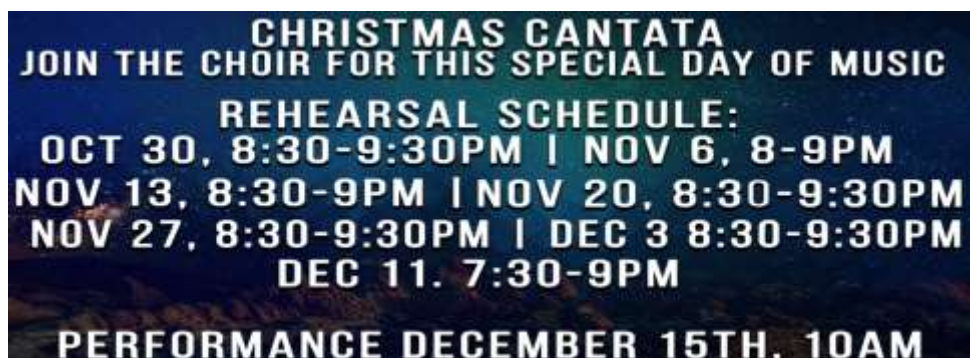 CHRISTMAS CANTATA
JOIN THE CHOIR FOR THIS SPECIAL DAY OF MUSIC
REHEARSAL SCHEDULE:
OCT 30, 8:30-9:30PM | NOV 6, 8-9PM
NOV 13, 8:30-9PM | NOV 20, 8:30-9:30PM
NOV 27, 8:30-9:30PM | DEC 3 8:30-9:30PM
DEC 11. 7:30-9PM
PERFORMANCE DECEMBER 15TH, 10AM